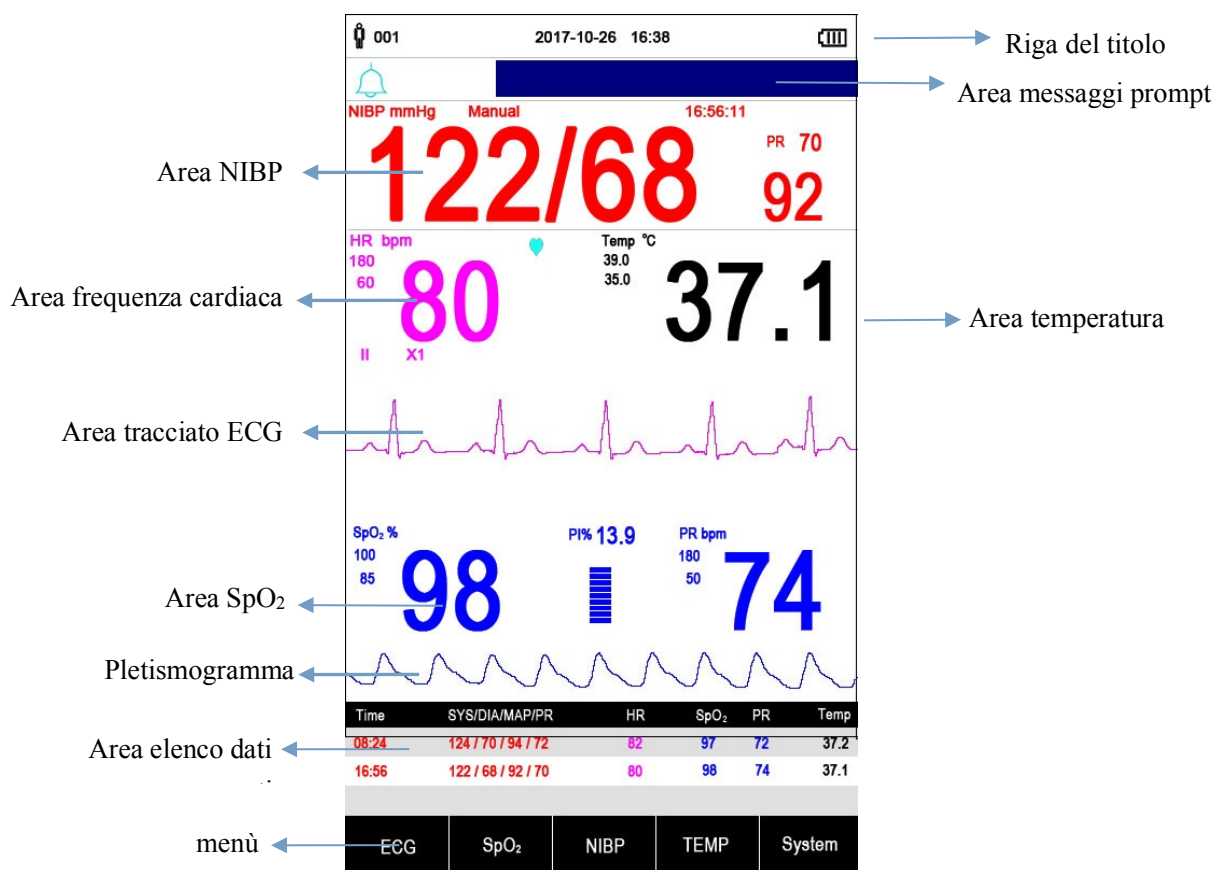 001 2017-10-26 16:38
Riga del titolo
Area messaggi prompt
NIBP mmHg Manual 16:56:11
Area NIBP
122/68
PR 70
92
HR bpm
180
60
80
II X1
Temp °C
39.0
35.0
37.1
Area frequenza cardiaca
Area temperatura
Area tracciato ECG
SpO₂ %
100
85
98
PI% 13.9
PR bpm
180
50
74
Area SpO2
Pletismogramma
Time SYS/DIA/MAP/PR HR SpO₂ PR Temp
08:24 124 / 70 / 94 / 72 82 97 72 37.2
Area elenco dati
16:56 122 / 68 / 92 / 70 80 98 74 37.1
menù
ECG SpO₂ NIBP TEMP System